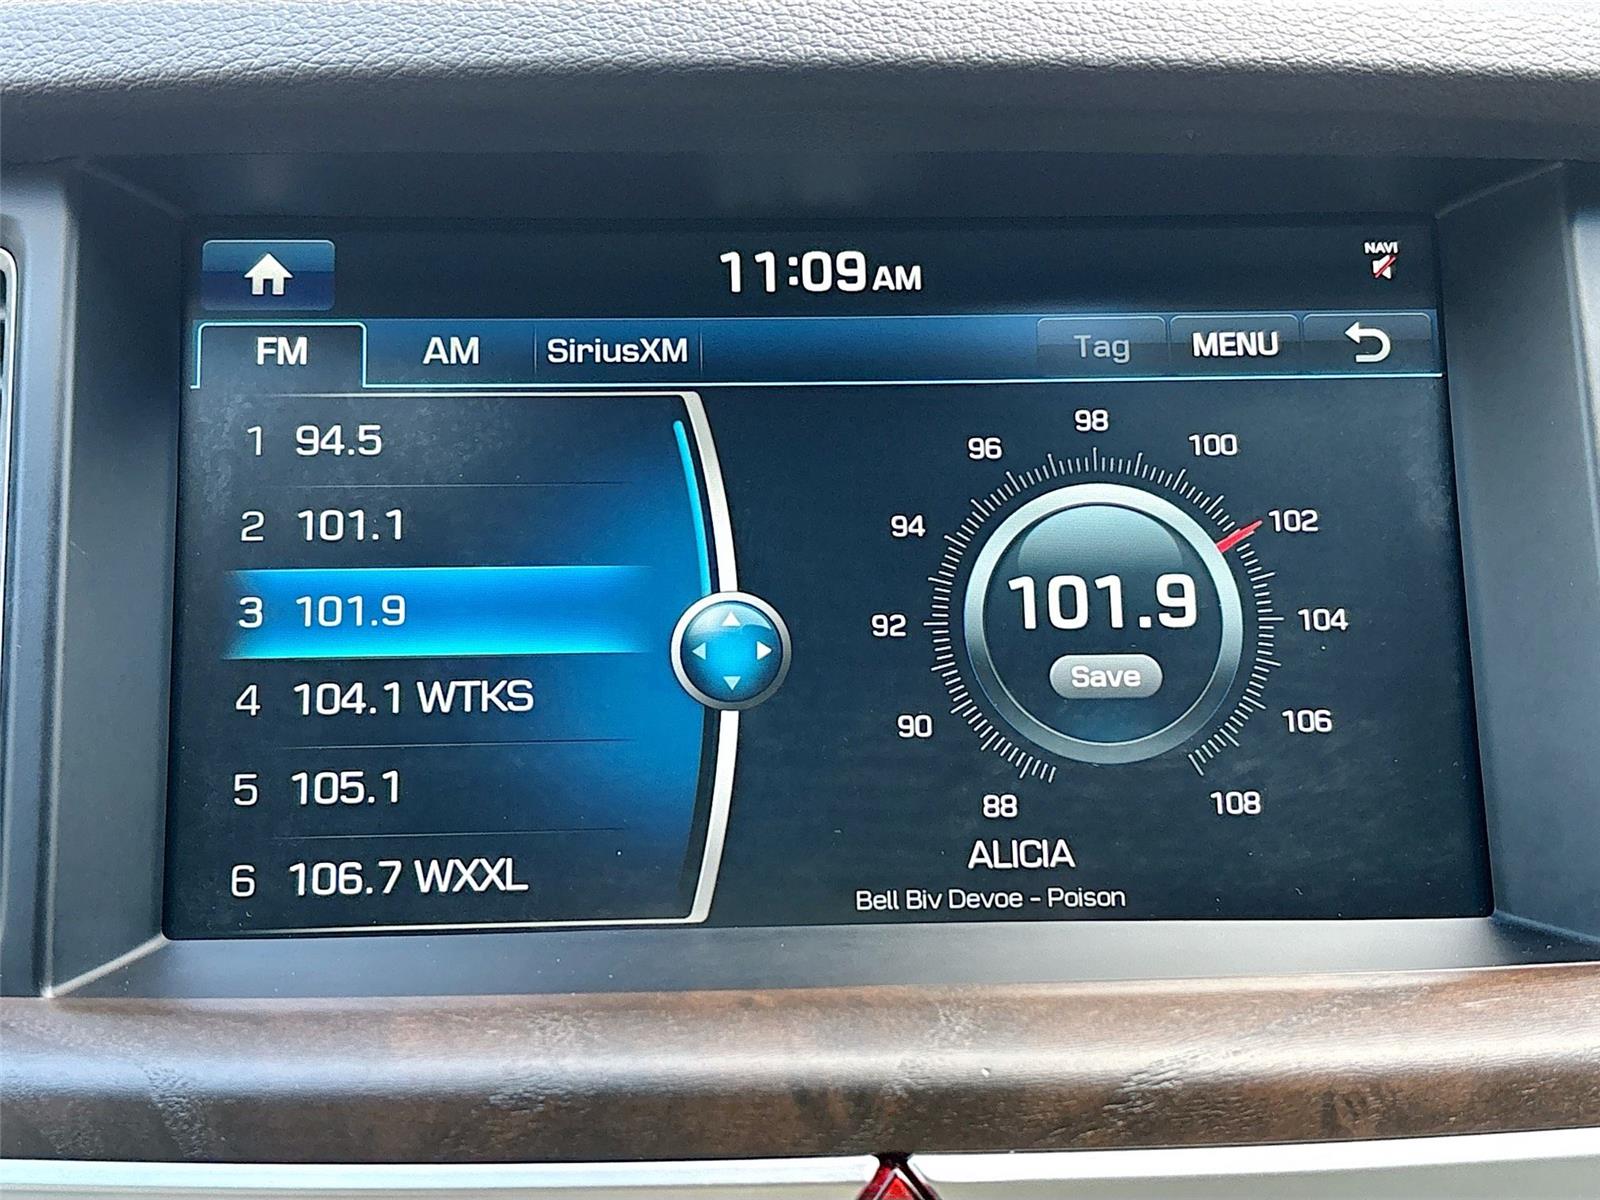 11:09 AM
NAVI
FM
AM
SiriusXM
Tag
MENU
1 94.5
2 101.1
3 101.9
4 104.1 WTKS
5 105.1
6 106.7 WXXL
88
90
92
94
96
98
100
102
104
106
108
101.9
Save
ALICIA
Bell Biv Devoe - Poison